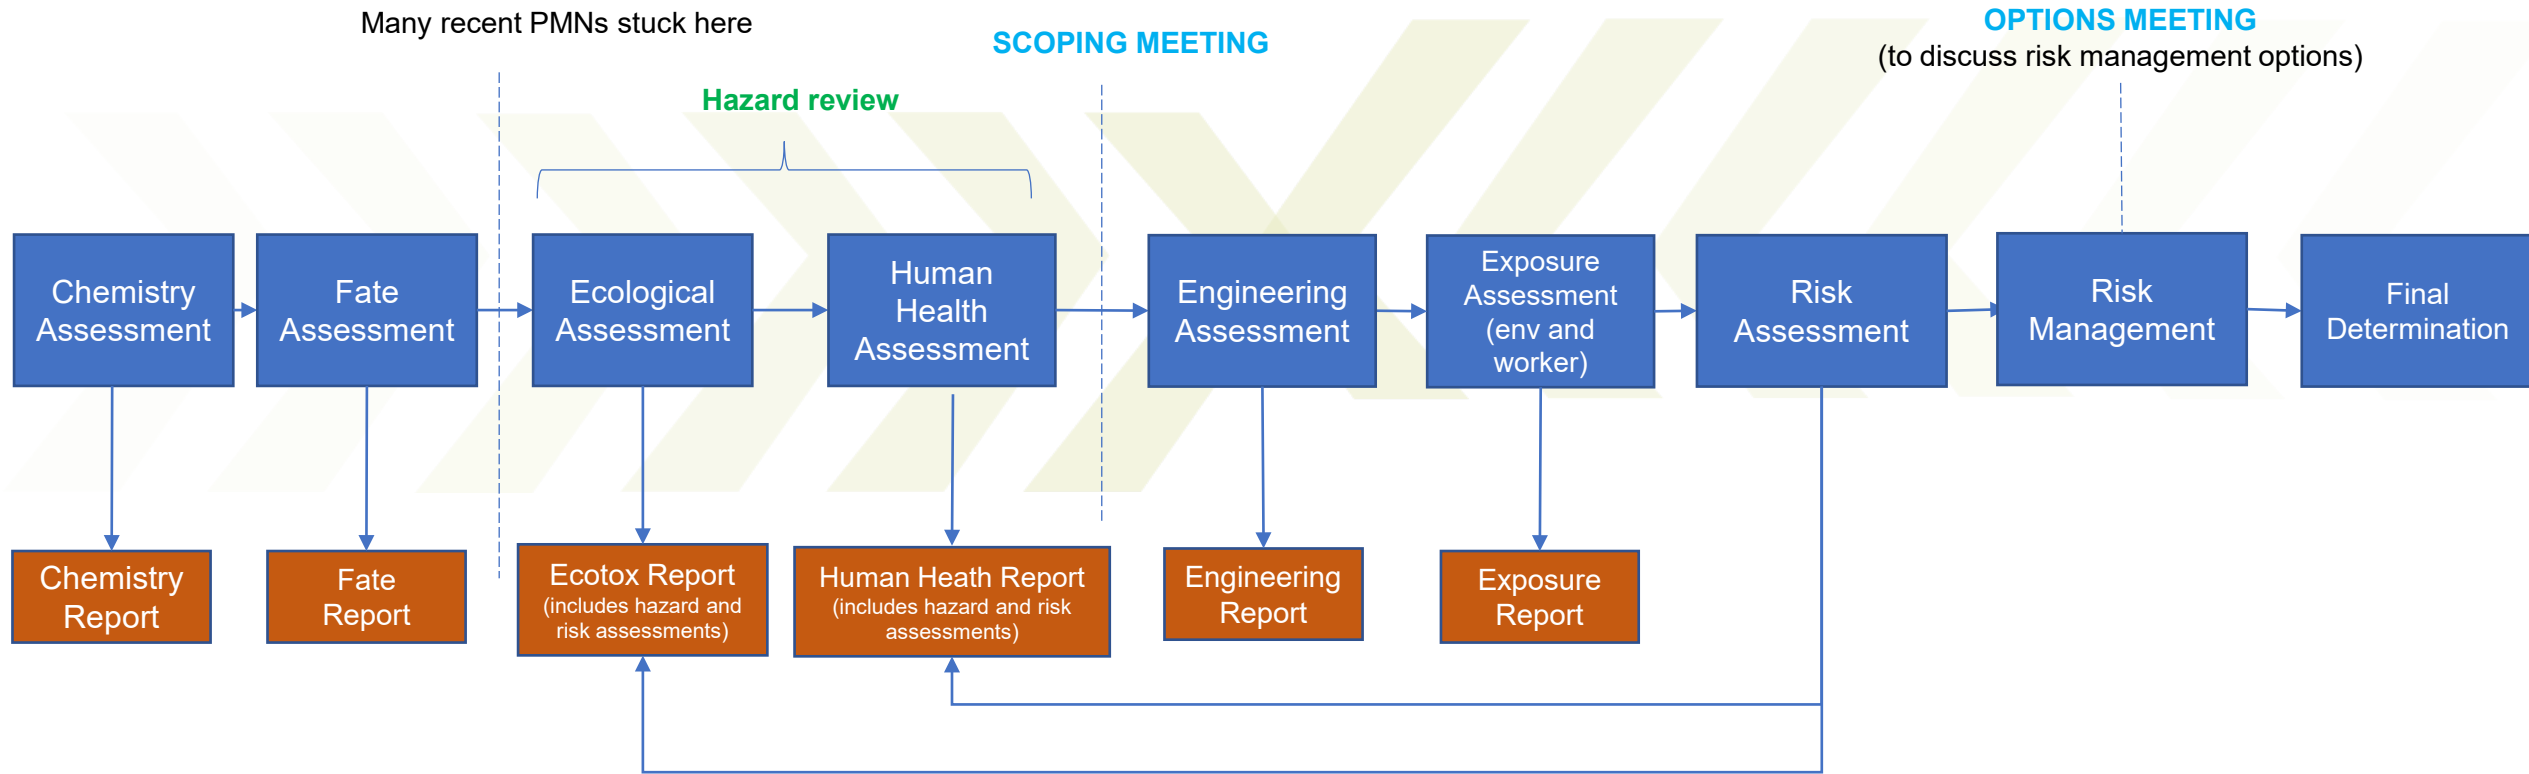 Many recent PMNs stuck here
SCOPING MEETING
OPTIONS MEETING
(to discuss risk management options)
Hazard review
Chemistry
Assessment
Fate
Assessment
Ecological
Assessment
Human
Health
Assessment
Engineering
Assessment
Exposure
Assessment
(env and
worker)
Risk
Assessment
Risk
Management
Final
Determination
Chemistry
Report
Fate
Report
Ecotox Report
(includes hazard and
risk assessments)
Human Heath Report
(includes hazard and risk
assessments)
Engineering
Report
Exposure
Report